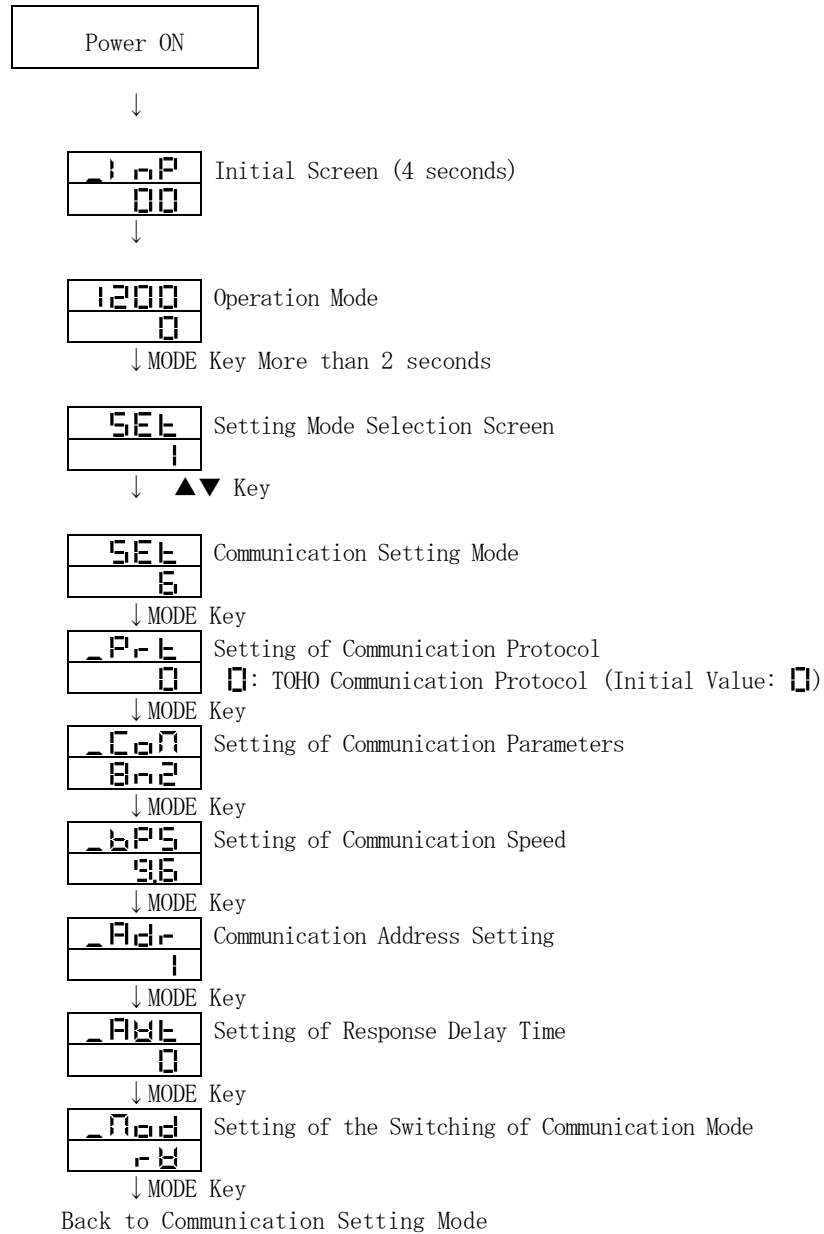 Power ON
↓
_InP Initial Screen (4 seconds)
00
↓
1200 Operation Mode
0
↓MODE Key More than 2 seconds
SEt Setting Mode Selection Screen
1
↓ ▲▼ Key
SEt Communication Setting Mode
6
↓MODE Key
_Prt Setting of Communication Protocol
0 0: TOHO Communication Protocol (Initial Value: 0)
↓MODE Key
_CoM Setting of Communication Parameters
8n2
↓MODE Key
_bPS Setting of Communication Speed
9.6
↓MODE Key
_Adr Communication Address Setting
1
↓MODE Key
_AWt Setting of Response Delay Time
0
↓MODE Key
_Mod Setting of the Switching of Communication Mode
rW
↓MODE Key
Back to Communication Setting Mode